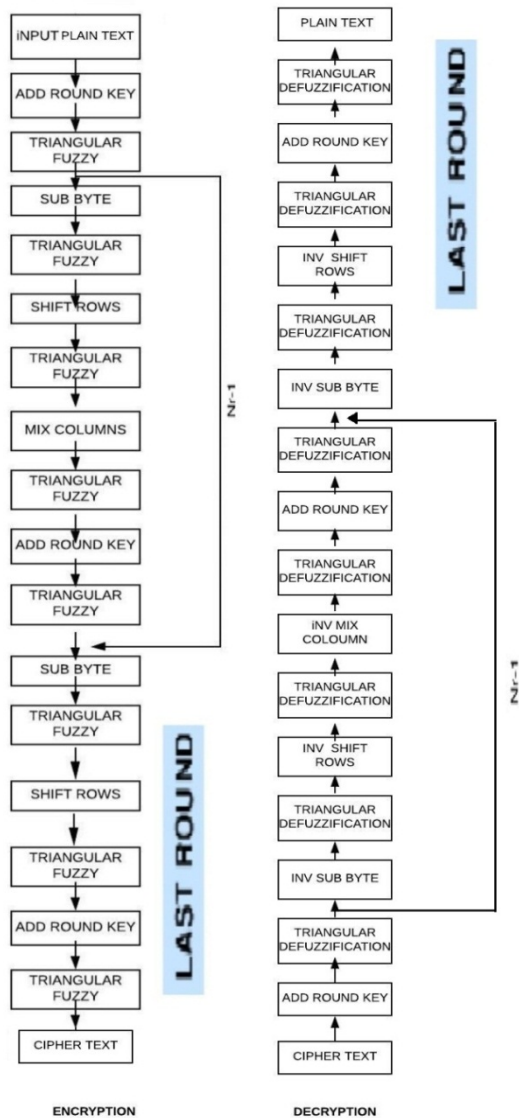 iNPUT PLAIN TEXT
ADD ROUND KEY
TRIANGULAR
FUZZY
SUB BYTE
TRIANGULAR
FUZZY
SHIFT ROWS
TRIANGULAR
FUZZY
MIX COLUMNS
TRIANGULAR
FUZZY
ADD ROUND KEY
TRIANGULAR
FUZZY
SUB BYTE
TRIANGULAR
FUZZY
SHIFT ROWS
TRIANGULAR
FUZZY
ADD ROUND KEY
TRIANGULAR
FUZZY
CIPHER TEXT
Nr-1
LAST ROUND
ENCRYPTION
PLAIN TEXT
TRIANGULAR
DEFUZZIFICATION
ADD ROUND KEY
TRIANGULAR
DEFUZZIFICATION
INV SHIFT
ROWS
TRIANGULAR
DEFUZZIFICATION
INV SUB BYTE
TRIANGULAR
DEFUZZIFICATION
ADD ROUND KEY
TRIANGULAR
DEFUZZIFICATION
iNV MIX
COLOUMN
TRIANGULAR
DEFUZZIFICATION
INV SHIFT
ROWS
TRIANGULAR
DEFUZZIFICATION
INV SUB BYTE
TRIANGULAR
DEFUZZIFICATION
ADD ROUND KEY
CIPHER TEXT
LAST ROUND
Nr-1
DECRYPTION